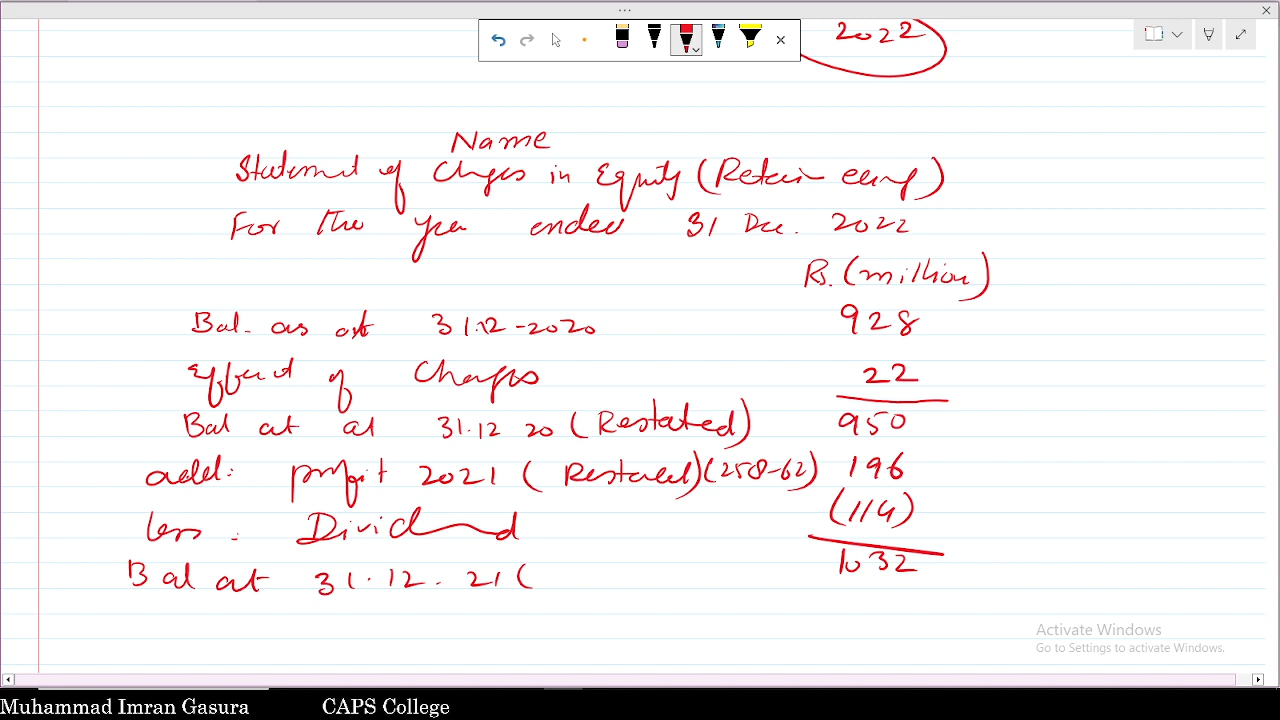 2022
Name
Statement of Changes in Equity (Retain earnig)
For the Year ended 31 Dec. 2022
Rs. (million)
Bal. as at 31.12-2020 928
Effect of Changes 22
Bal at at 31.12 20 (Restated) 950
add: profit 2021 (Restated) (258-62) 196
less: Dividend (114)
Bal at 31.12.21 ( 1032
Activate Windows
Go to Settings to activate Windows.
Muhammad Imran Gasura CAPS College